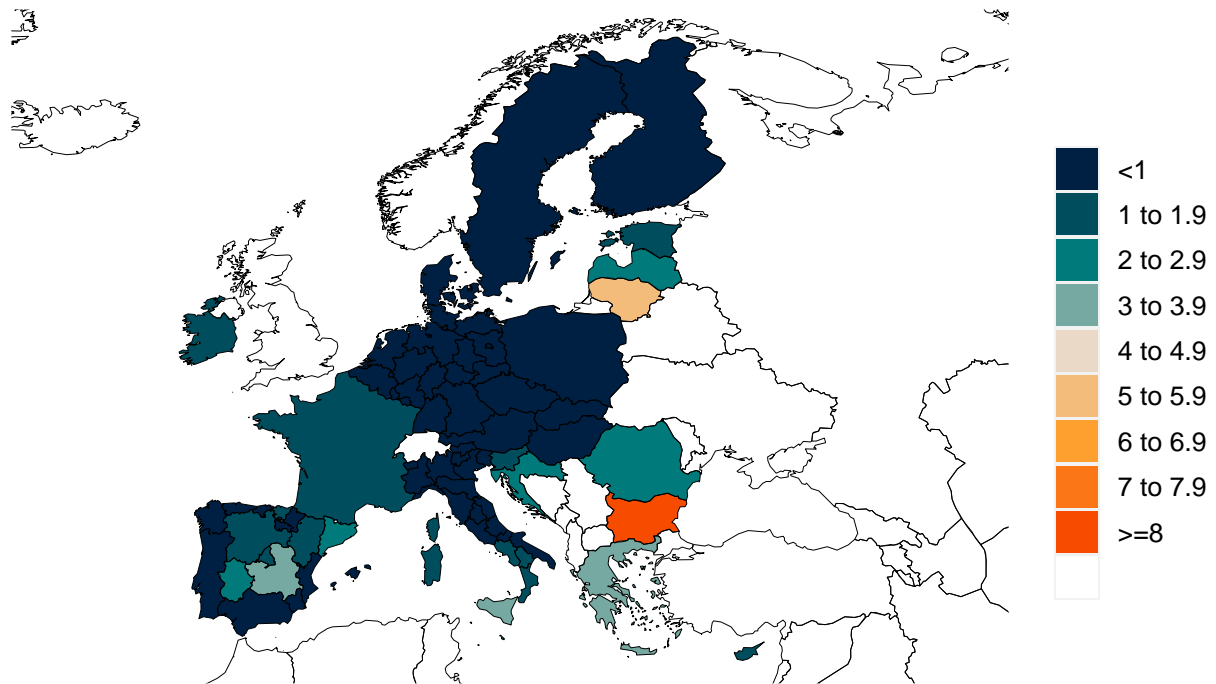 <1
1 to 1.9
2 to 2.9
3 to 3.9
4 to 4.9
5 to 5.9
6 to 6.9
7 to 7.9
>=8